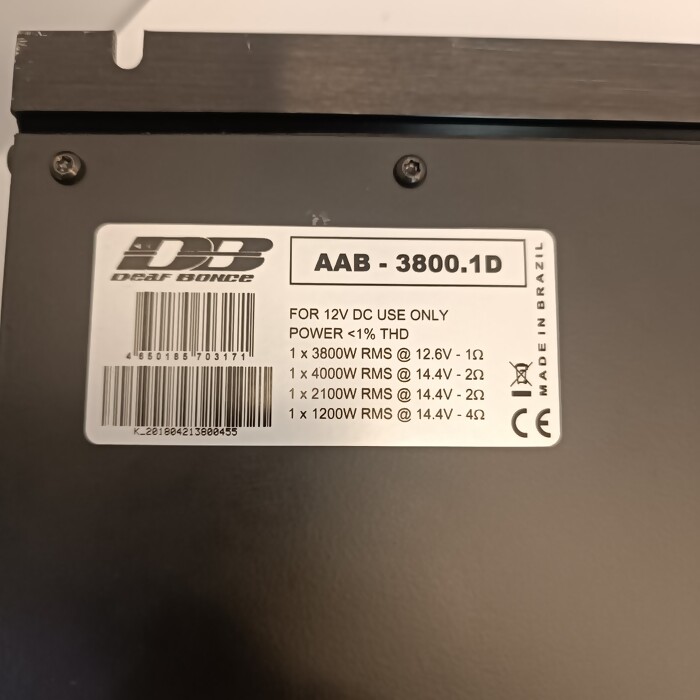 DB
DEAF BONCE
AAB - 3800.1D
FOR 12V DC USE ONLY
POWER <1% THD
1 x 3800W RMS @ 12.6V - 1Ω
1 x 4000W RMS @ 14.4V - 2Ω
1 x 2100W RMS @ 14.4V - 2Ω
1 x 1200W RMS @ 14.4V - 4Ω
4 650185 703171
K_201804213800455
MADE IN BRAZIL
CE